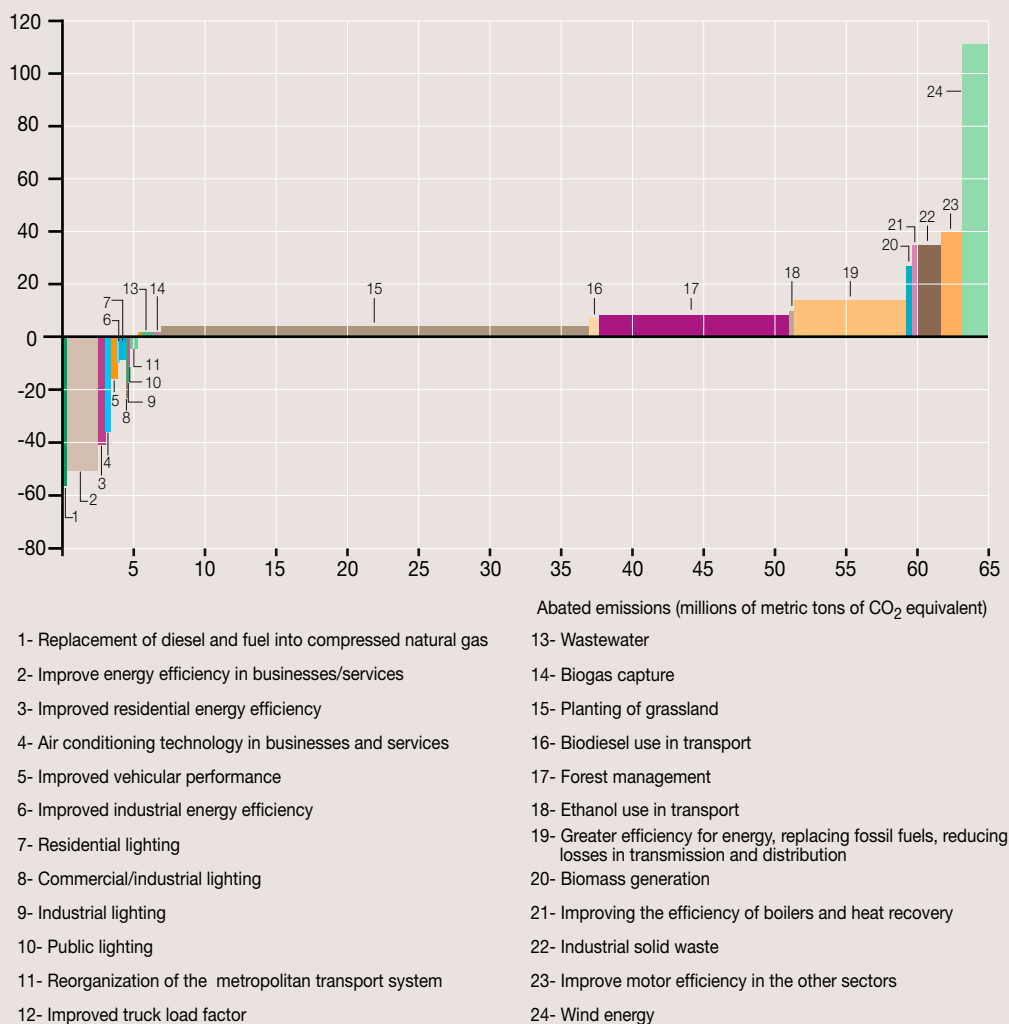 120
100
80
60
40
20
0
-20
-40
-60
-80
24
23
22
21
20
19
18
17
16
15
13 14
7
6
11
10
9
5
8
4
3
2
1
5 10 15 20 25 30 35 40 45 50 55 60 65
Abated emissions (millions of metric tons of CO2 equivalent)
1- Replacement of diesel and fuel into compressed natural gas
2- Improve energy efficiency in businesses/services
3- Improved residential energy efficiency
4- Air conditioning technology in businesses and services
5- Improved vehicular performance
6- Improved industrial energy efficiency
7- Residential lighting
8- Commercial/industrial lighting
9- Industrial lighting
10- Public lighting
11- Reorganization of the metropolitan transport system
12- Improved truck load factor
13- Wastewater
14- Biogas capture
15- Planting of grassland
16- Biodiesel use in transport
17- Forest management
18- Ethanol use in transport
19- Greater efficiency for energy, replacing fossil fuels, reducing
losses in transmission and distribution
20- Biomass generation
21- Improving the efficiency of boilers and heat recovery
22- Industrial solid waste
23- Improve motor efficiency in the other sectors
24- Wind energy